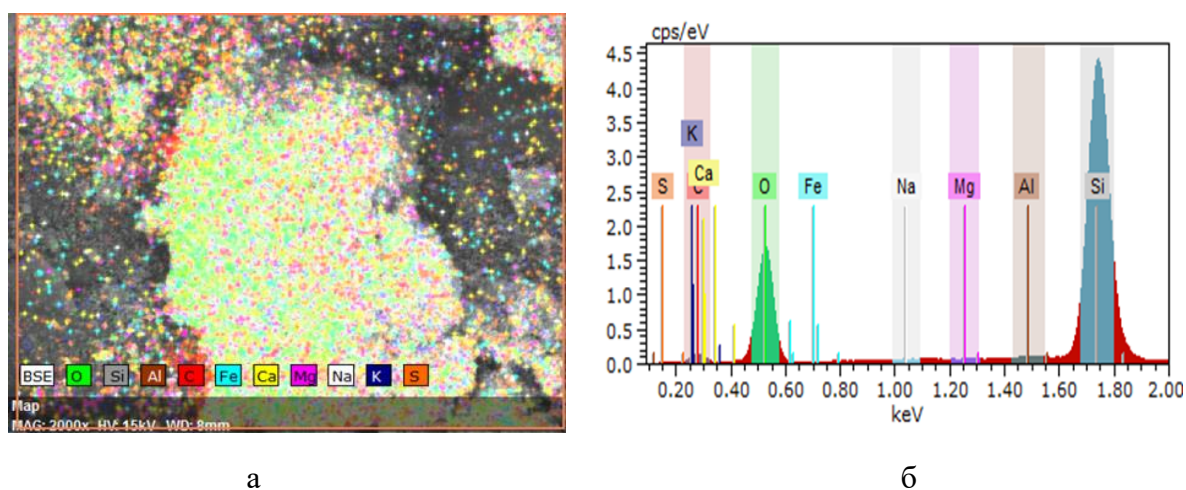 BSE O Si Al C Fe Ca Mg Na K S
Map
MAG: 2000x HV: 15kV WD: 8mm
cps/eV
4.5
4.0
3.5
3.0
2.5
2.0
1.5
1.0
0.5
0.0
K
Ca
S C O Fe Na Mg Al Si
0.20 0.40 0.60 0.80 1.00 1.20 1.40 1.60 1.80 2.00
keV
а
б